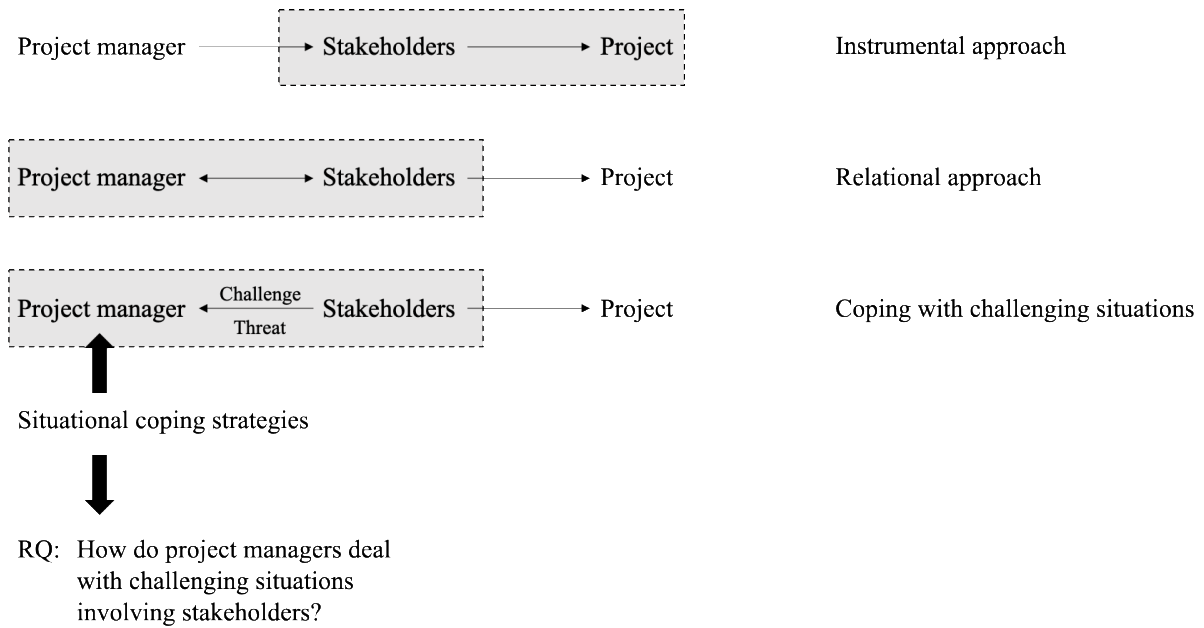 Project manager Stakeholders Project Instrumental approach
Project manager Stakeholders Project Relational approach
Project manager Challenge Threat Stakeholders Project Coping with challenging situations
Situational coping strategies
RQ: How do project managers deal
with challenging situations
involving stakeholders?